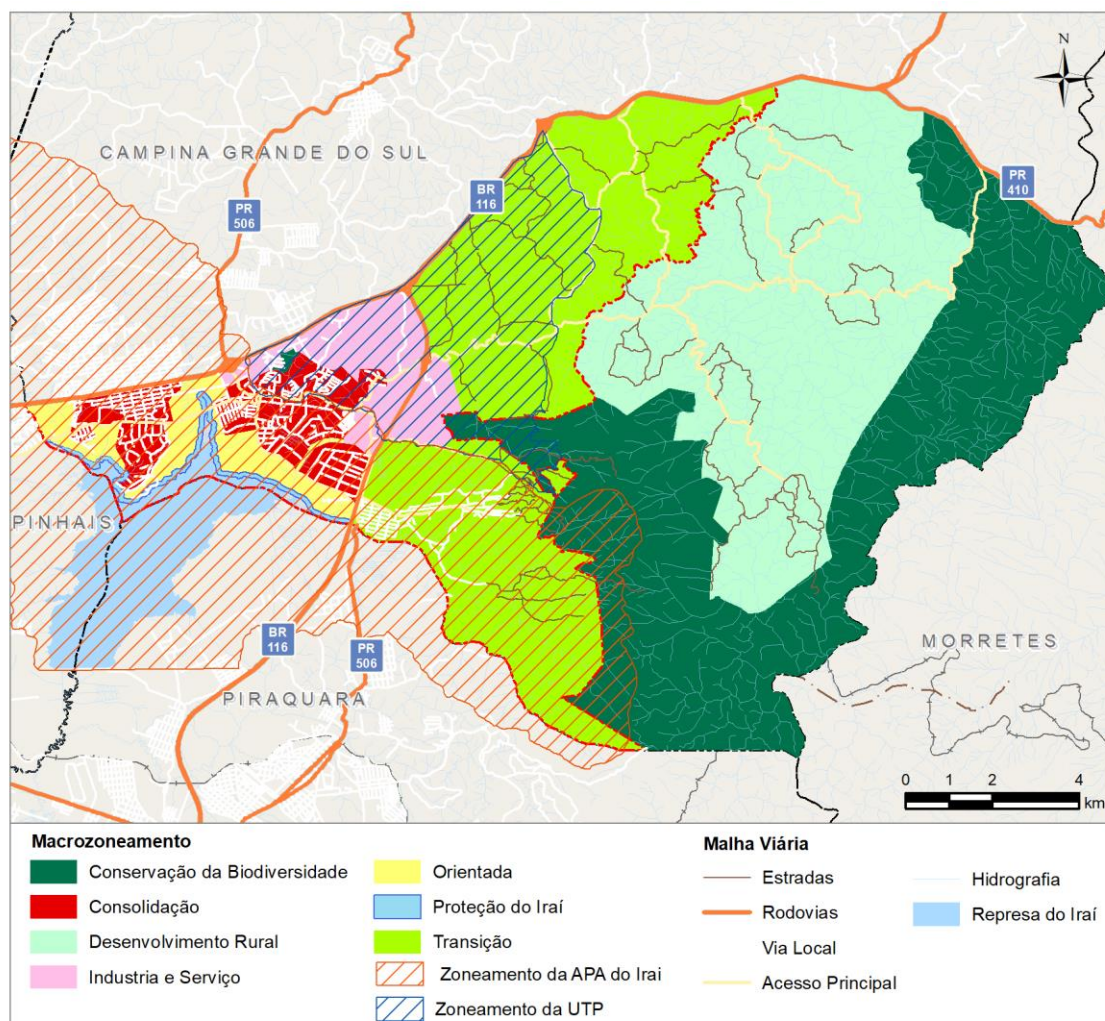 N
CAMPINA GRANDE DO SUL
PR
506
BR
116
PR
410
PINHAIS
BR
116
PR
506
PIRAQUARA
MORRETES
0 1 2 4
km
Macrozoneamento
Conservação da Biodiversidade
Consolidação
Desenvolvimento Rural
Industria e Serviço
Orientada
Proteção do Iraí
Transição
Zoneamento da APA do Irai
Zoneamento da UTP
Malha Viária
Estradas
Rodovias
Via Local
Acesso Principal
Hidrografia
Represa do Iraí